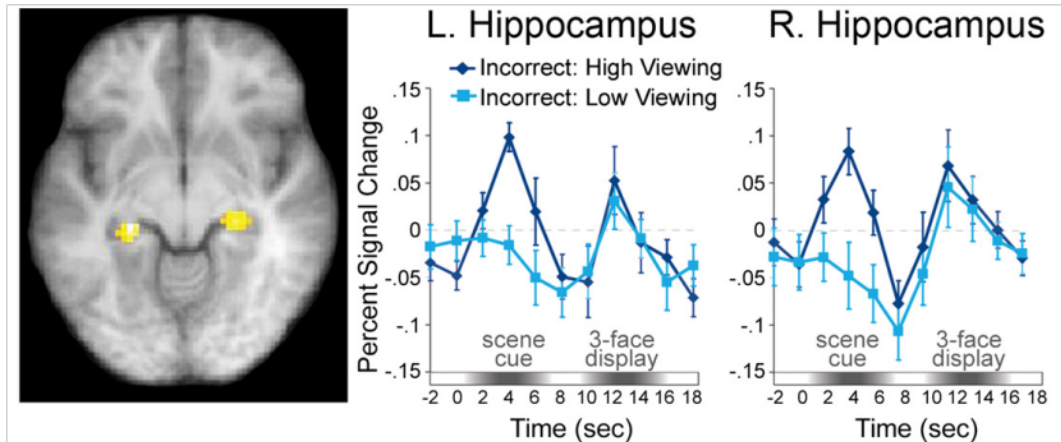 L. Hippocampus
R. Hippocampus
Incorrect: High Viewing
Incorrect: Low Viewing
Percent Signal Change
.15
.1
.05
0
-.05
-.1
-.15
scene
cue
3-face
display
-2 0 2 4 6 8 10 12 14 16 18
Time (sec)
.15
.1
.05
0
-.05
-.1
-.15
scene
cue
3-face
display
-2 0 2 4 6 8 10 12 14 16 18
Time (sec)